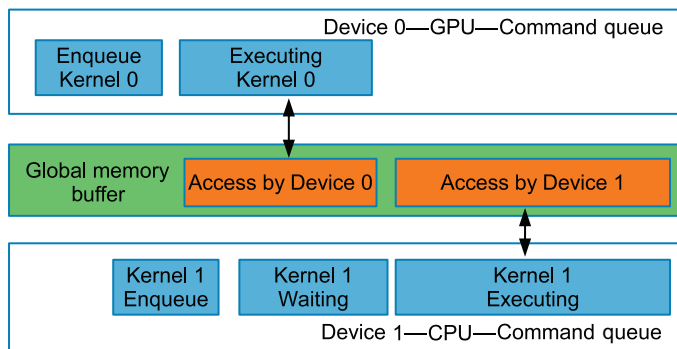 Device 0—GPU—Command queue
Enqueue
Kernel 0
Executing
Kernel 0
Global memory
buffer
Access by Device 0
Access by Device 1
Kernel 1
Enqueue
Kernel 1
Waiting
Kernel 1
Executing
Device 1—CPU—Command queue